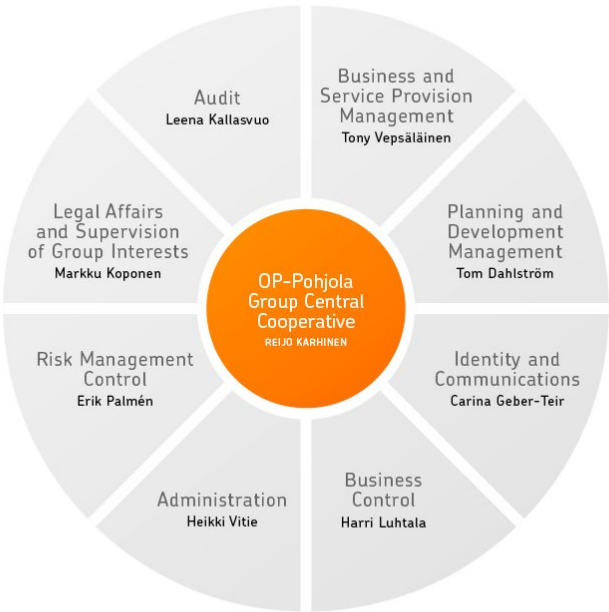 Audit
Leena Kallasvuo
Business and
Service Provision
Management
Tony Vepsäläinen
Legal Affairs
and Supervision
of Group Interests
Markku Koponen
Planning and
Development
Management
Tom Dahlström
OP-Pohjola
Group Central
Cooperative
REIJO KARHINEN
Risk Management
Control
Erik Palmén
Identity and
Communications
Carina Geber-Teir
Administration
Heikki Vitie
Business
Control
Harri Luhtala